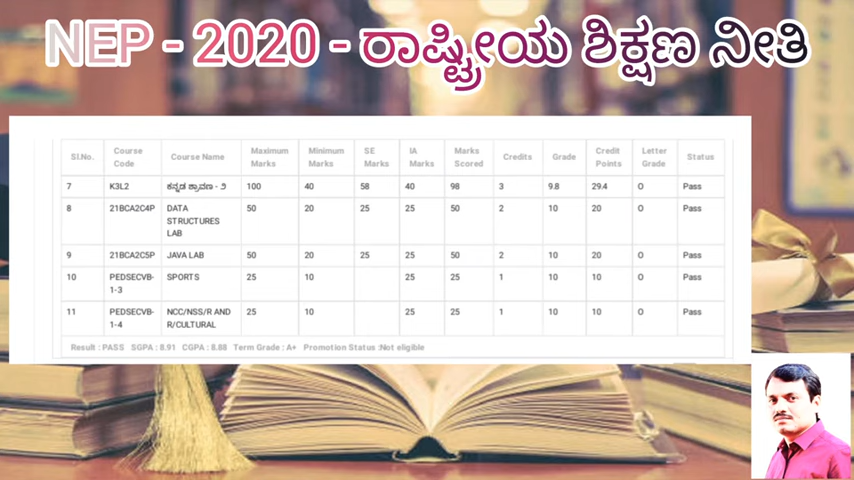 NEP - 2020 - ರಾಷ್ಟ್ರೀಯ ಶಿಕ್ಷಣ ನೀತಿ
Sl.No. Course Code Course Name Maximum Marks Minimum Marks SE Marks IA Marks Marks Scored Credits Grade Credit Points Letter Grade Status
7 K3L2 ಕನ್ನಡ ಶ್ರಾವಣ - ೨ 100 40 58 40 98 3 9.8 29.4 O Pass
8 21BCA2C4P DATA STRUCTURES LAB 50 20 25 25 50 2 10 20 O Pass
9 21BCA2C5P JAVA LAB 50 20 25 25 50 2 10 20 O Pass
10 PEDSECVB-1-3 SPORTS 25 10 25 25 1 10 10 O Pass
11 PEDSECVB-1-4 NCC/NSS/R AND R/CULTURAL 25 10 25 25 1 10 10 O Pass
Result : PASS SGPA : 8.91 CGPA : 8.88 Term Grade : A+ Promotion Status :Not eligible